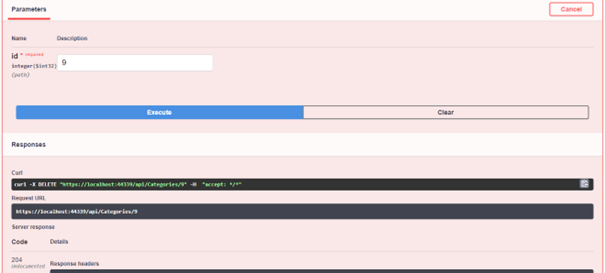 Parameters
Cancel
Name Description
id * required
integer($int32)
(path)
9
Execute Clear
Responses
Curl
curl -X DELETE "https://localhost:44339/api/Categories/9" -H "accept: */*"
Request URL
https://localhost:44339/api/Categories/9
Server response
Code Details
204
undocumented
Response headers